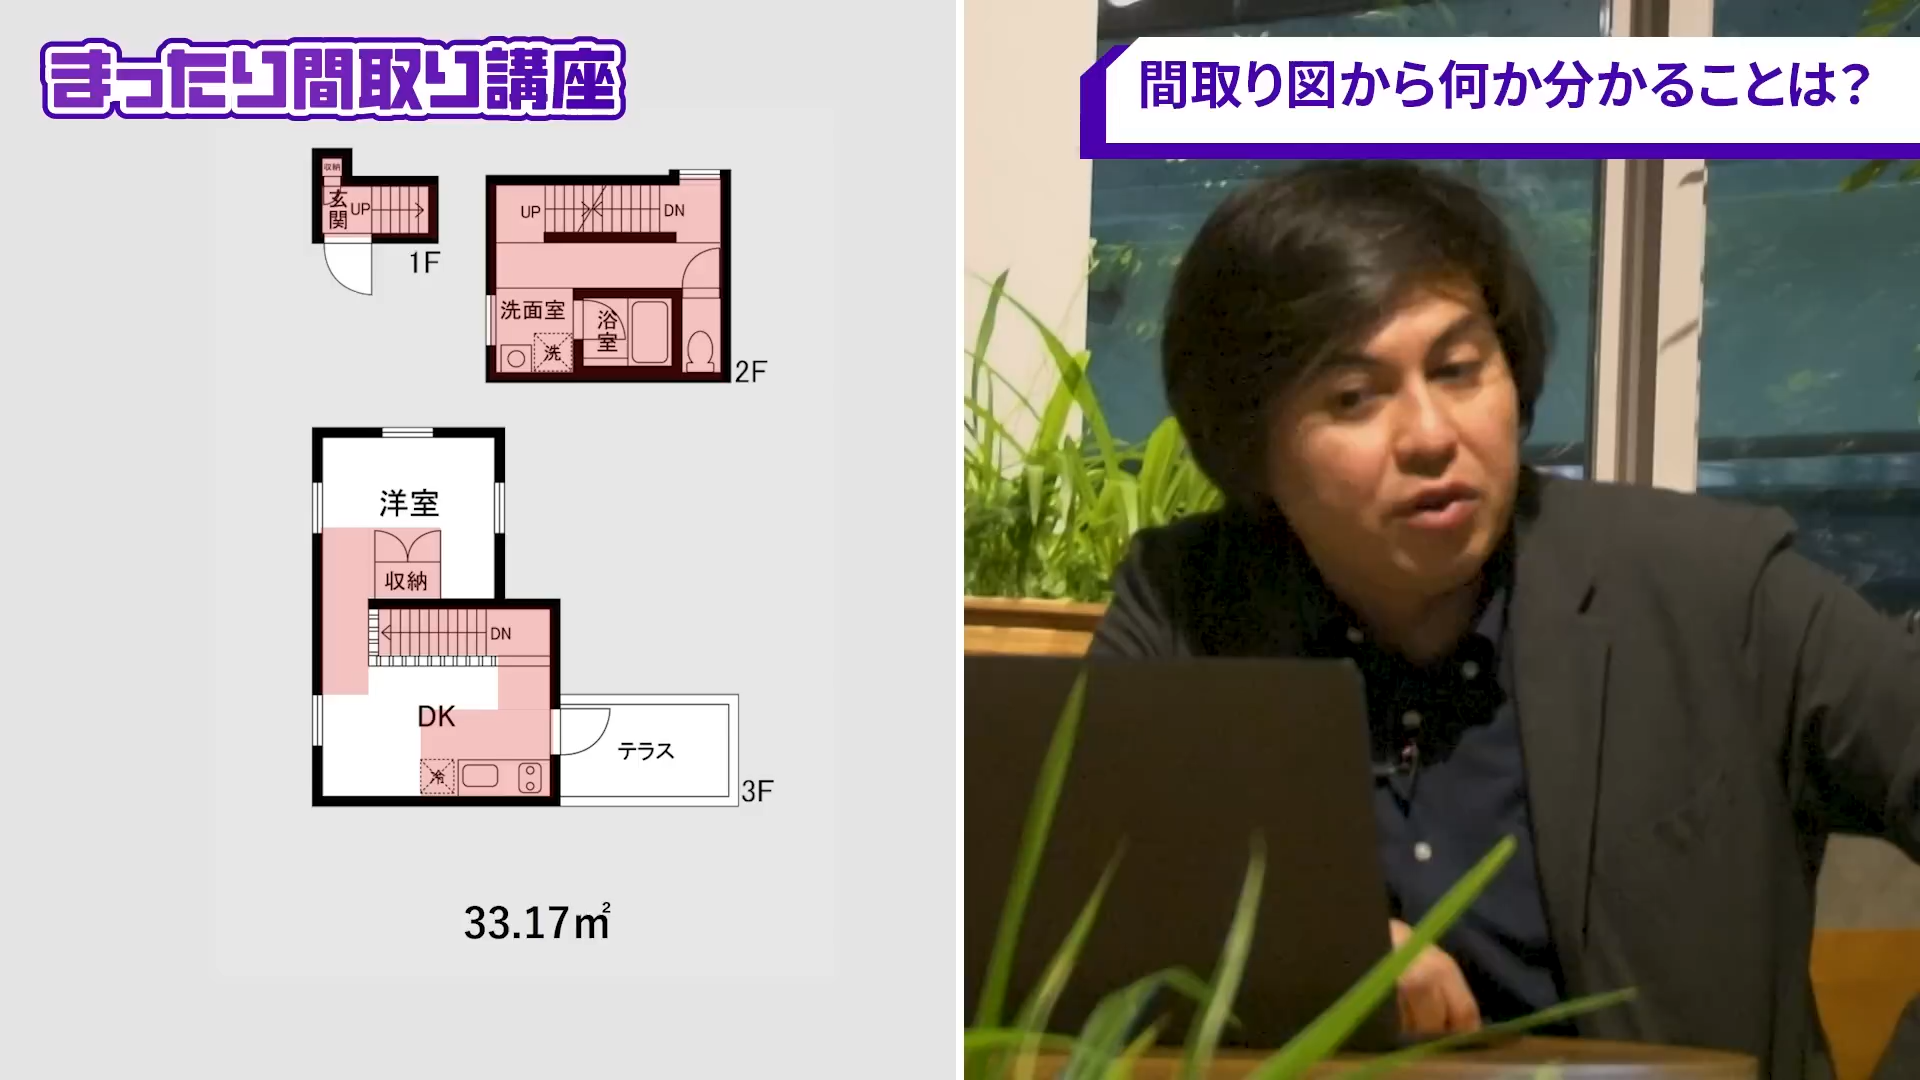 まったり間取り講座
間取り図から何か分かることは?
収納
玄関
UP
1F
UP
DN
洗面室
浴室
洗
2F
洋室
収納
DN
DK
冷
テラス
3F
33.17㎡